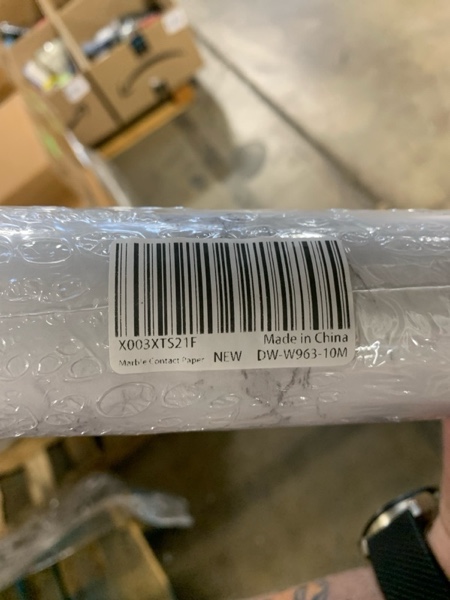 X003XTS21F Made in China
Marble Contact Paper NEW DW-W963-10M